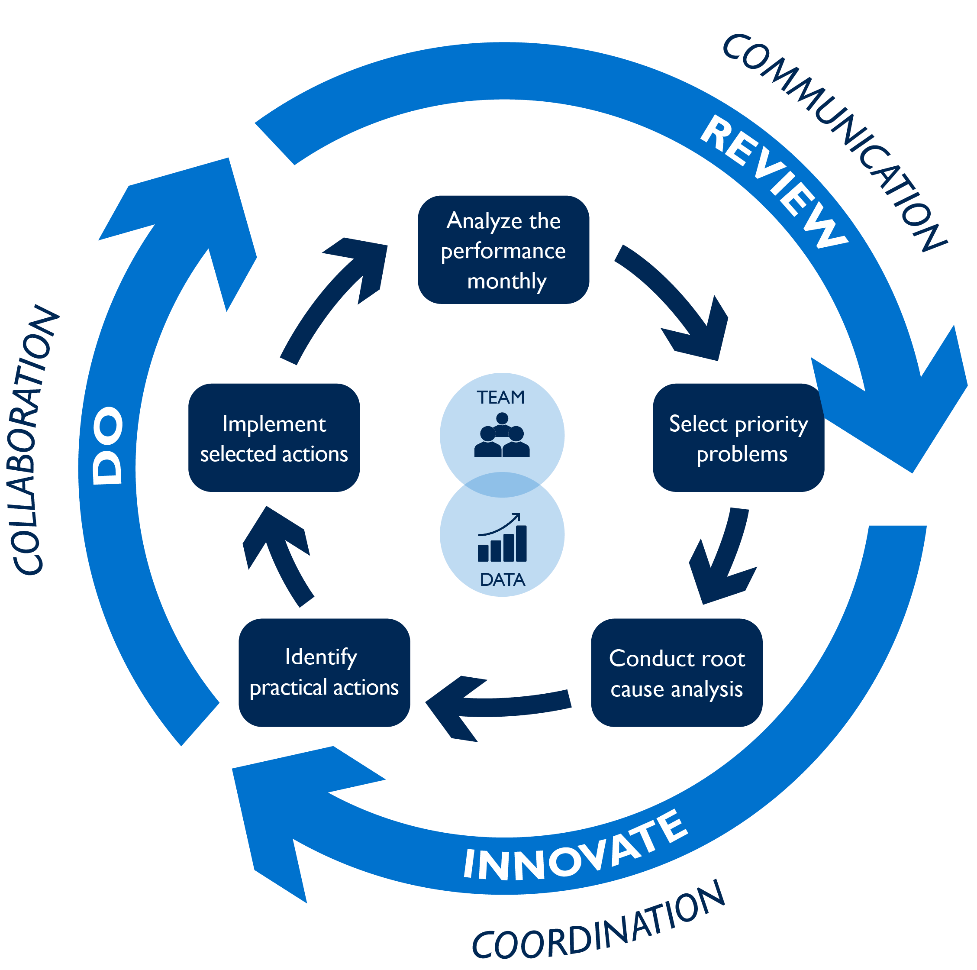 COMMUNICATION
REVIEW
Analyze the
performance
monthly
COLLABORATION
DO
Implement
selected actions
TEAM
Select priority
problems
DATA
Identify
practical actions
Conduct root
cause analysis
INNOVATE
COORDINATION